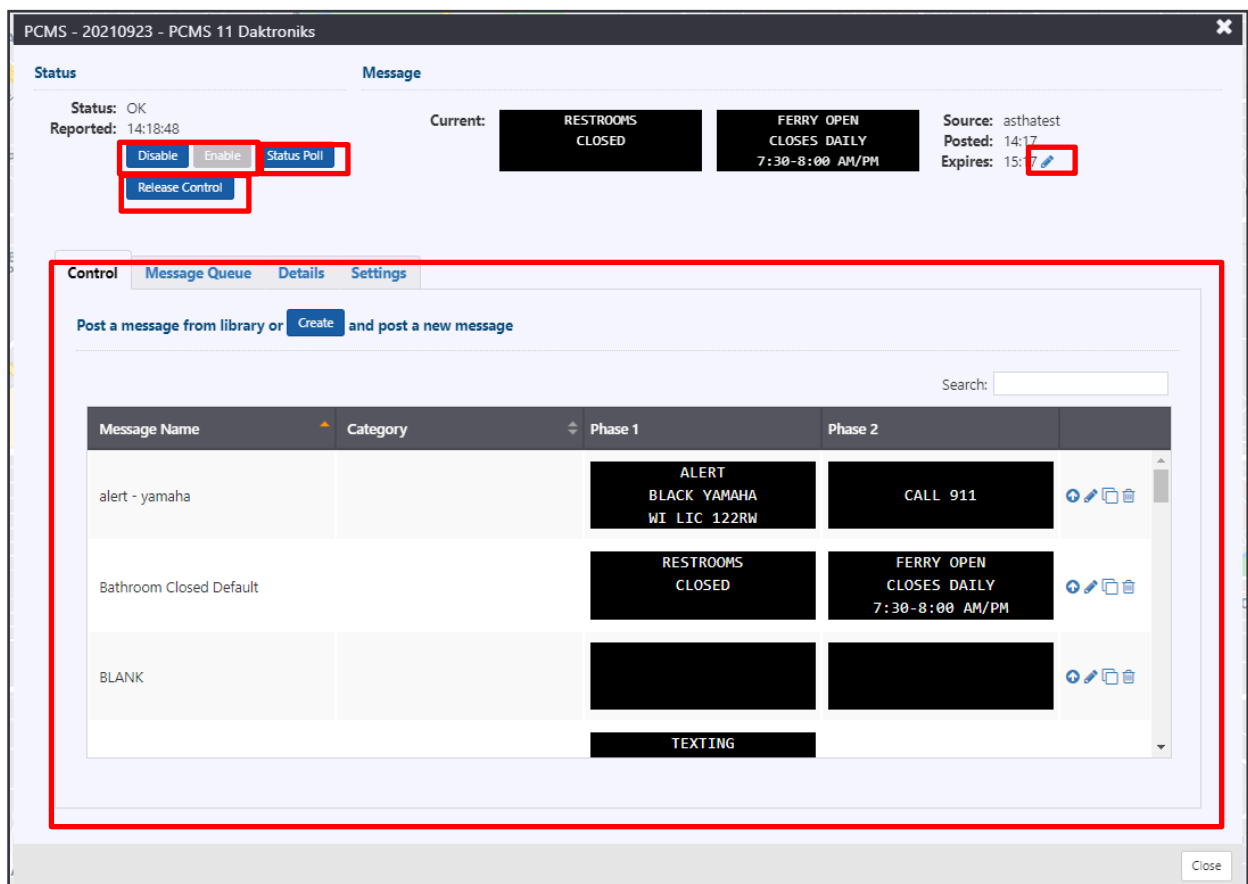 PCMS - 20210923 - PCMS 11 Daktroniks
Status
Message
Status: OK
Reported: 14:18:48
Disable Enable Status Poll
Release Control
Current:
RESTROOMS
CLOSED
FERRY OPEN
CLOSES DAILY
7:30-8:00 AM/PM
Source: asthatest
Posted: 14:17
Expires: 15:17
Control Message Queue Details Settings
Post a message from library or Create and post a new message
Search:
Message Name Category Phase 1 Phase 2
alert - yamaha
ALERT
BLACK YAMAHA
WI LIC 122RW
CALL 911
Bathroom Closed Default
RESTROOMS
CLOSED
FERRY OPEN
CLOSES DAILY
7:30-8:00 AM/PM
BLANK
TEXTING
Close